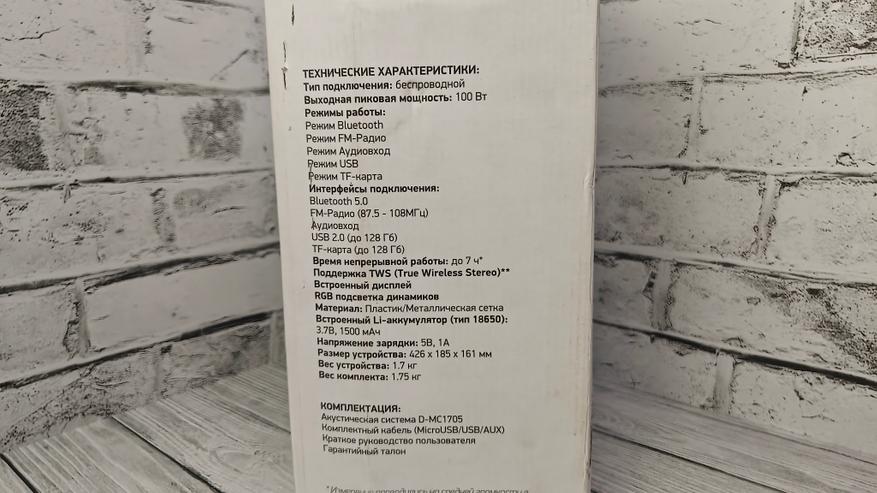 ТЕХНИЧЕСКИЕ ХАРАКТЕРИСТИКИ:
Тип подключения: беспроводной
Выходная пиковая мощность: 100 Вт
Режимы работы:
Режим Bluetooth
Режим FM-Радио
Режим Аудиовход
Режим USB
Режим TF-карта
Интерфейсы подключения:
Bluetooth 5.0
FM-Радио (87.5 - 108МГц)
Аудиовход
USB 2.0 (до 128 Гб)
TF-карта (до 128 Гб)
Время непрерывной работы: до 7 ч*
Поддержка TWS (True Wireless Stereo)**
Встроенный дисплей
RGB подсветка динамиков
Материал: Пластик/Металлическая сетка
Встроенный Li-аккумулятор (тип 18650):
3.7В, 1500 мАч
Напряжение зарядки: 5В, 1А
Размер устройства: 426 x 185 x 161 мм
Вес устройства: 1.7 кг
Вес комплекта: 1.75 кг
КОМПЛЕКТАЦИЯ:
Акустическая система D-MC1705
Комплектный кабель (MicroUSB/USB/AUX)
Краткое руководство пользователя
Гарантийный талон